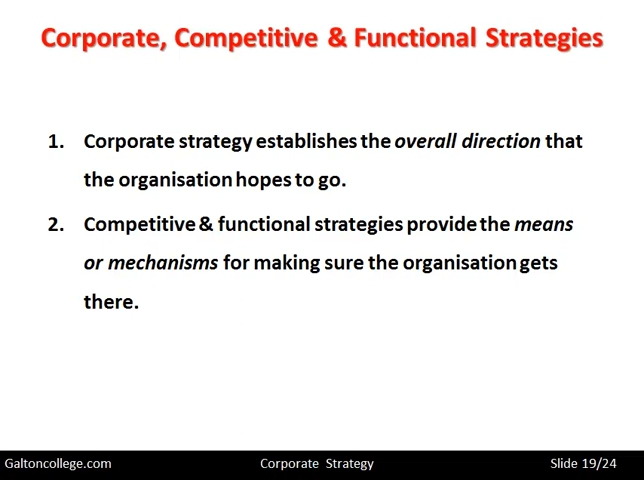 Corporate, Competitive & Functional Strategies
1. Corporate strategy establishes the overall direction that
the organisation hopes to go.
2. Competitive & functional strategies provide the means
or mechanisms for making sure the organisation gets
there.
Galtoncollege.com Corporate Strategy Slide 19/24